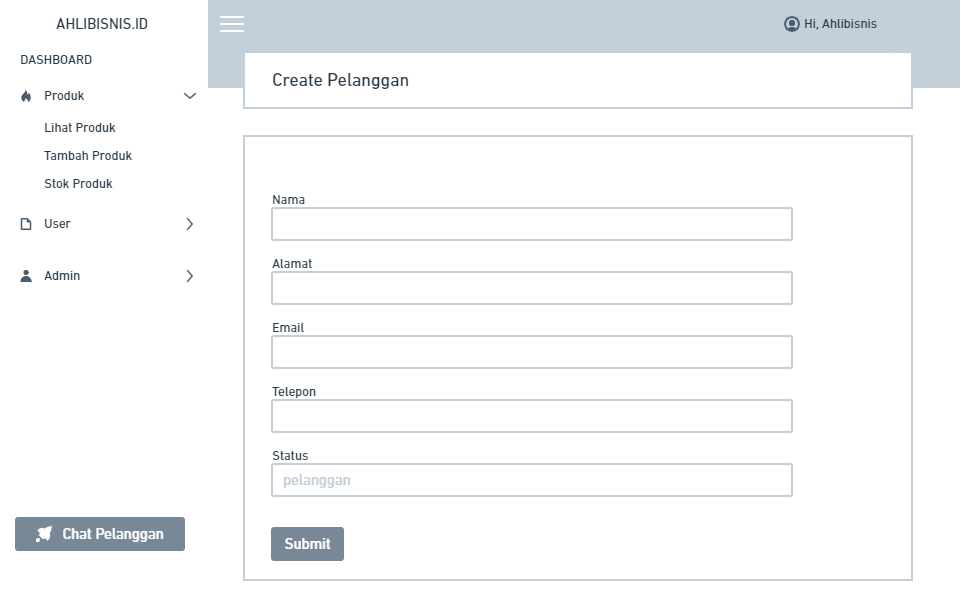 AHLIBISNIS.ID
DASHBOARD
Produk
Lihat Produk
Tambah Produk
Stok Produk
User
Admin
Chat Pelanggan
Hi, Ahlibisnis
Create Pelanggan
Nama
Alamat
Email
Telepon
Status
pelanggan
Submit